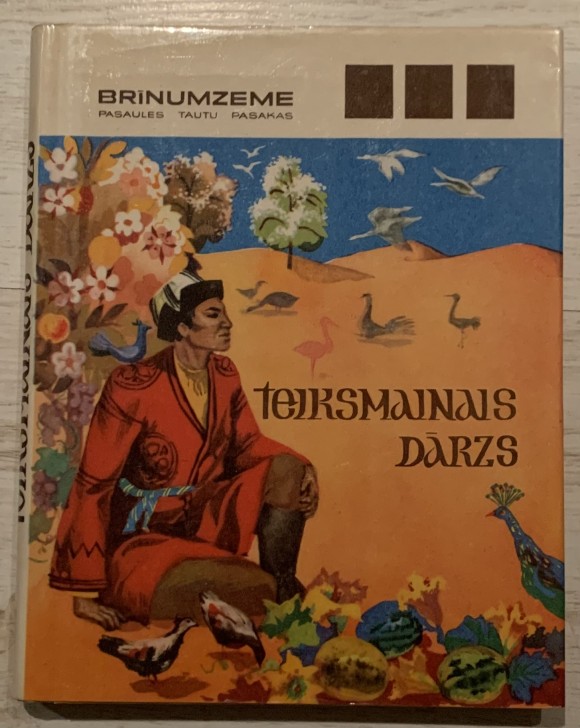 BRĪNUMZEME
PASAULES TAUTU PASAKAS
TEIKSMAINAIS
DĀRZS